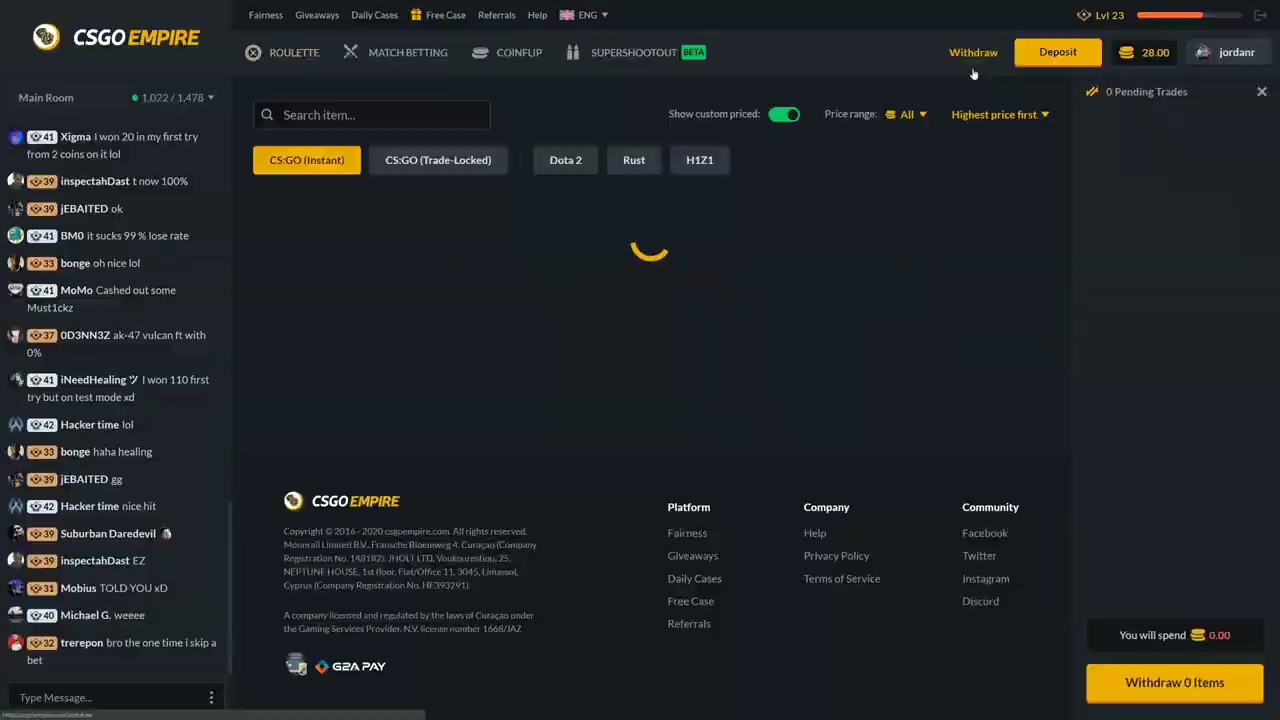 CSGOEMPIRE
Fairness Giveaways Daily Cases Free Case Referrals Help ENG
Lvl 23
ROULETTE MATCH BETTING COINFLIP SUPERSHOOTOUT BETA
Withdraw Deposit 28.00 jordanr
Main Room 1,022 / 1,478
41 Xigma I won 20 in my first try
from 2 coins on it lol
39 inspectahDast t now 100%
39 jEBAITED ok
41 BM0 it sucks 99 % lose rate
33 bonge oh nice lol
41 MoMo Cashed out some
Must1ckz
37 0D3NN3Z ak-47 vulcan ft with
0%
41 iNeedHealing ツ I won 110 first
try but on test mode xd
42 Hacker time lol
33 bonge haha healing
39 jEBAITED gg
42 Hacker time nice hit
39 Suburban Daredevil
39 inspectahDast EZ
31 Mobius TOLD YOU xD
40 Michael G. weeee
32 trerepon bro the one time i skip a
bet
Type Message...
Search item...
Show custom priced: Price range: All Highest price first
CS:GO (Instant) CS:GO (Trade-Locked) Dota 2 Rust H1Z1
0 Pending Trades
CSGOEMPIRE
Copyright © 2016 - 2020 csgoempire.com. All rights reserved.
Moonrail Limited B.V., Fransche Bloemweg 4, Curaçao (Company
Registration No. 148182). JHOLT LTD, Voukourestiou, 25,
NEPTUNE HOUSE, 1st floor, Flat/Office 11, 3045, Limassol,
Cyprus (Company Registration No. HE393291).
A company licensed and regulated by the laws of Curaçao under
the Gaming Services Provider, N.V. license number 1668/JAZ
G2A PAY
Platform
Fairness
Giveaways
Daily Cases
Free Case
Referrals
Company
Help
Privacy Policy
Terms of Service
Community
Facebook
Twitter
Instagram
Discord
You will spend 0.00
Withdraw 0 Items